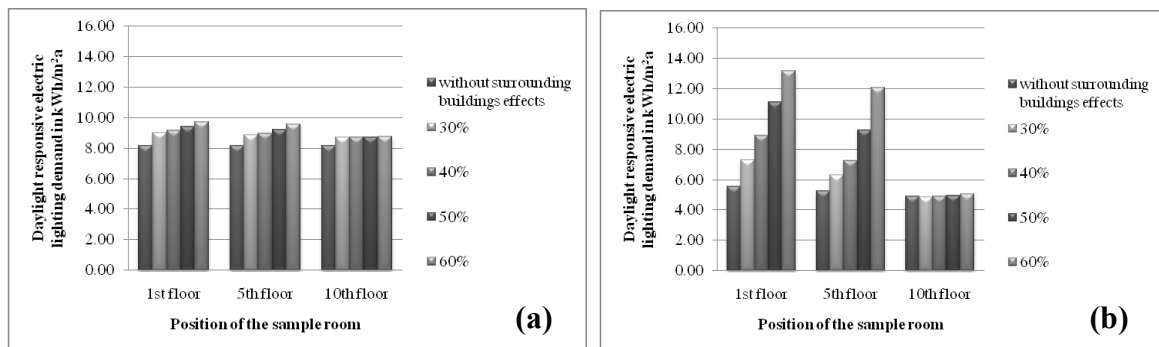 16.00
14.00
12.00
10.00
8.00
6.00
4.00
2.00
0.00
Daylight responsive electric
lighting demand in kWh/m²a
1st floor 5th floor 10th floor
Position of the sample room
without surrounding
buildings effects
30%
40%
50%
60%
(a)
16.00
14.00
12.00
10.00
8.00
6.00
4.00
2.00
0.00
Daylight responsive electric
lighting demand in kWh/m²a
1st floor 5th floor 10th floor
Position of the sample room
without surrounding
buildings effects
30%
40%
50%
60%
(b)